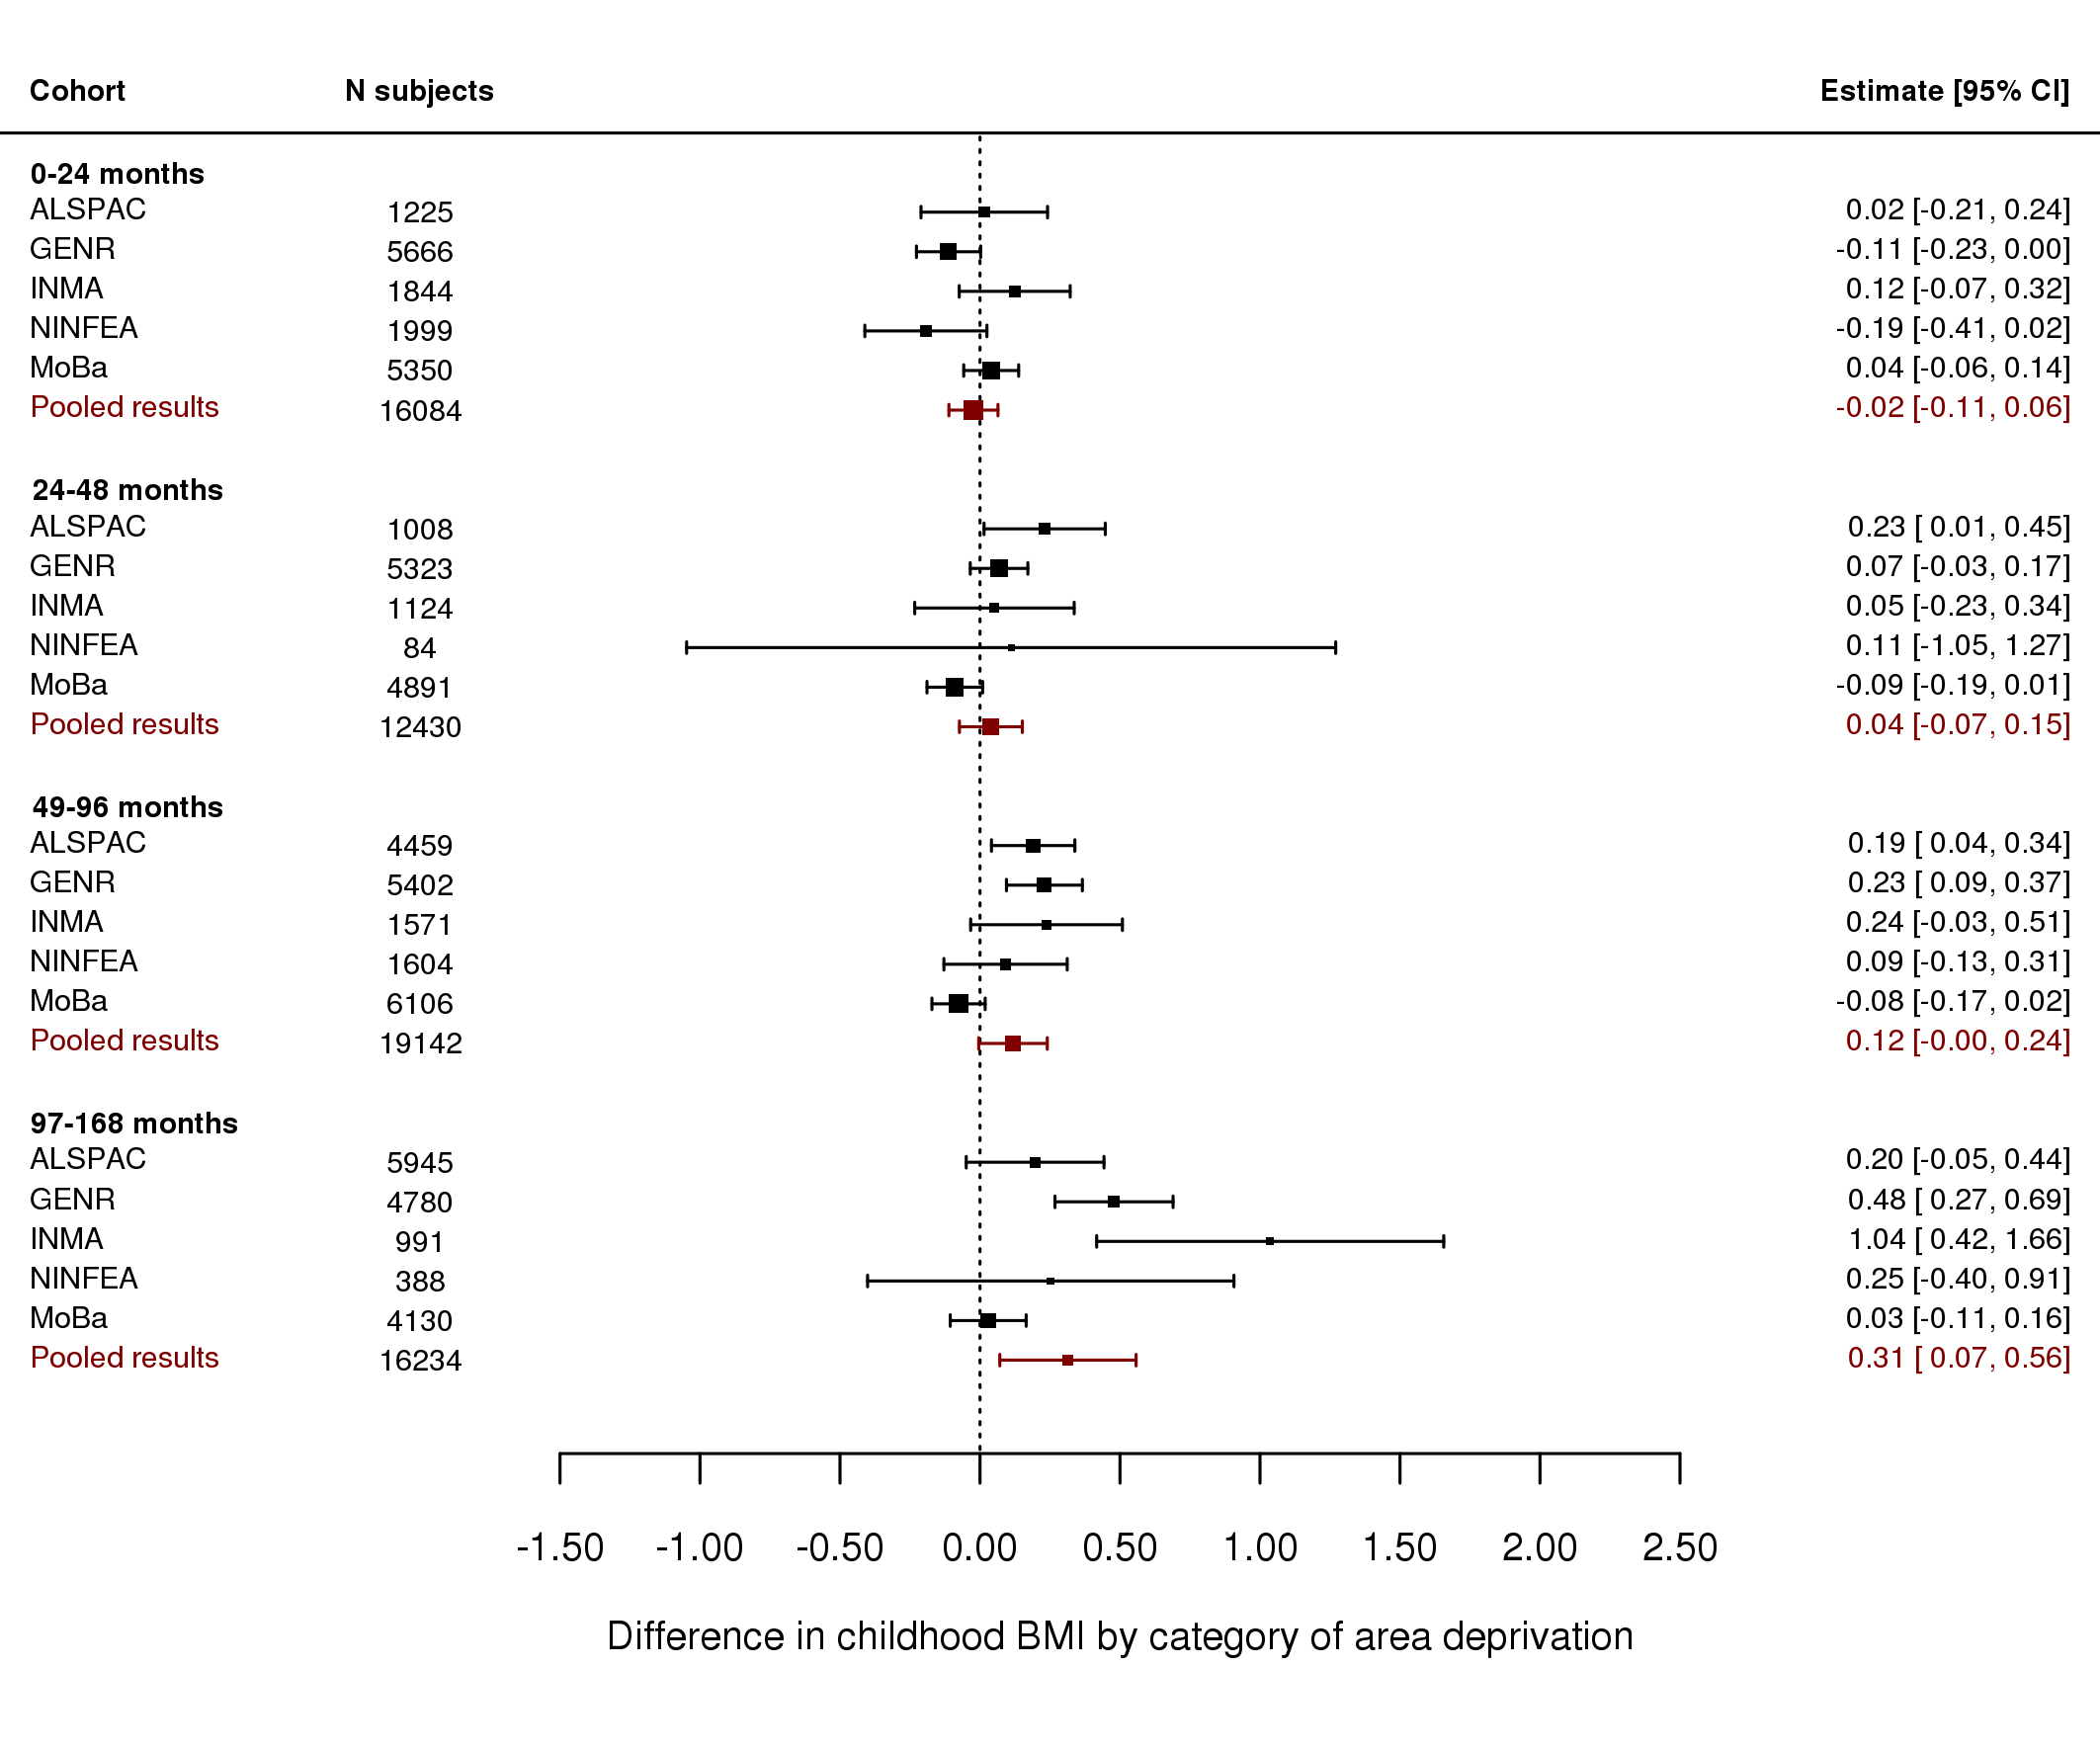 Cohort N subjects Estimate [95% CI]
0-24 months
ALSPAC 1225 0.02 [-0.21, 0.24]
GENR 5666 -0.11 [-0.23, 0.00]
INMA 1844 0.12 [-0.07, 0.32]
NINFEA 1999 -0.19 [-0.41, 0.02]
MoBa 5350 0.04 [-0.06, 0.14]
Pooled results 16084 -0.02 [-0.11, 0.06]
24-48 months
ALSPAC 1008 0.23 [ 0.01, 0.45]
GENR 5323 0.07 [-0.03, 0.17]
INMA 1124 0.05 [-0.23, 0.34]
NINFEA 84 0.11 [-1.05, 1.27]
MoBa 4891 -0.09 [-0.19, 0.01]
Pooled results 12430 0.04 [-0.07, 0.15]
49-96 months
ALSPAC 4459 0.19 [ 0.04, 0.34]
GENR 5402 0.23 [ 0.09, 0.37]
INMA 1571 0.24 [-0.03, 0.51]
NINFEA 1604 0.09 [-0.13, 0.31]
MoBa 6106 -0.08 [-0.17, 0.02]
Pooled results 19142 0.12 [-0.00, 0.24]
97-168 months
ALSPAC 5945 0.20 [-0.05, 0.44]
GENR 4780 0.48 [ 0.27, 0.69]
INMA 991 1.04 [ 0.42, 1.66]
NINFEA 388 0.25 [-0.40, 0.91]
MoBa 4130 0.03 [-0.11, 0.16]
Pooled results 16234 0.31 [ 0.07, 0.56]
-1.50 -1.00 -0.50 0.00 0.50 1.00 1.50 2.00 2.50
Difference in childhood BMI by category of area deprivation